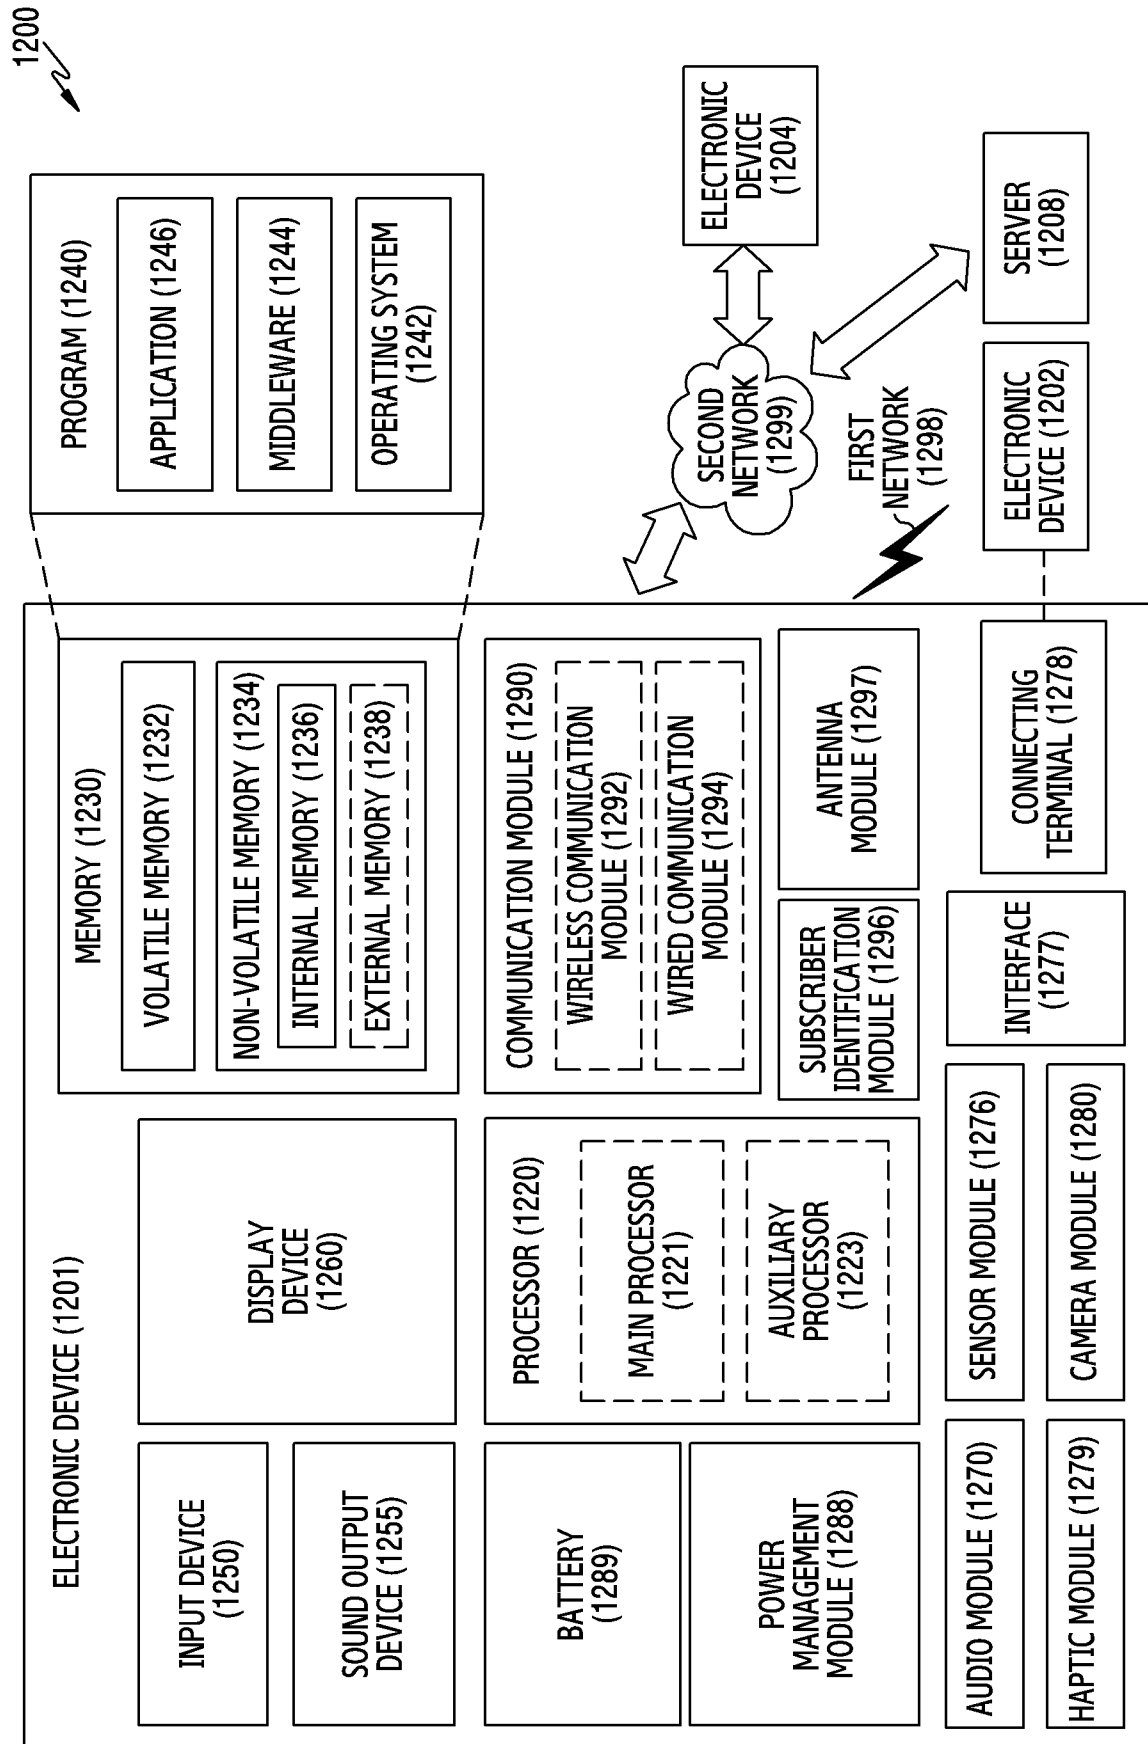 1200
ELECTRONIC DEVICE (1201)
INPUT DEVICE
(1250)
SOUND OUTPUT
DEVICE (1255)
DISPLAY
DEVICE
(1260)
MEMORY (1230)
VOLATILE MEMORY (1232)
NON-VOLATILE MEMORY (1234)
INTERNAL MEMORY (1236)
EXTERNAL MEMORY (1238)
PROGRAM (1240)
APPLICATION (1246)
MIDDLEWARE (1244)
OPERATING SYSTEM
(1242)
BATTERY
(1289)
POWER
MANAGEMENT
MODULE (1288)
PROCESSOR (1220)
MAIN PROCESSOR
(1221)
AUXILIARY
PROCESSOR
(1223)
COMMUNICATION MODULE (1290)
WIRELESS COMMUNICATION
MODULE (1292)
WIRED COMMUNICATION
MODULE (1294)
SUBSCRIBER
IDENTIFICATION
MODULE (1296)
ANTENNA
MODULE (1297)
SECOND
NETWORK
(1299)
ELECTRONIC
DEVICE
(1204)
FIRST
NETWORK
(1298)
AUDIO MODULE (1270)
SENSOR MODULE (1276)
INTERFACE
(1277)
CONNECTING
TERMINAL (1278)
ELECTRONIC
DEVICE (1202)
SERVER
(1208)
HAPTIC MODULE (1279)
CAMERA MODULE (1280)